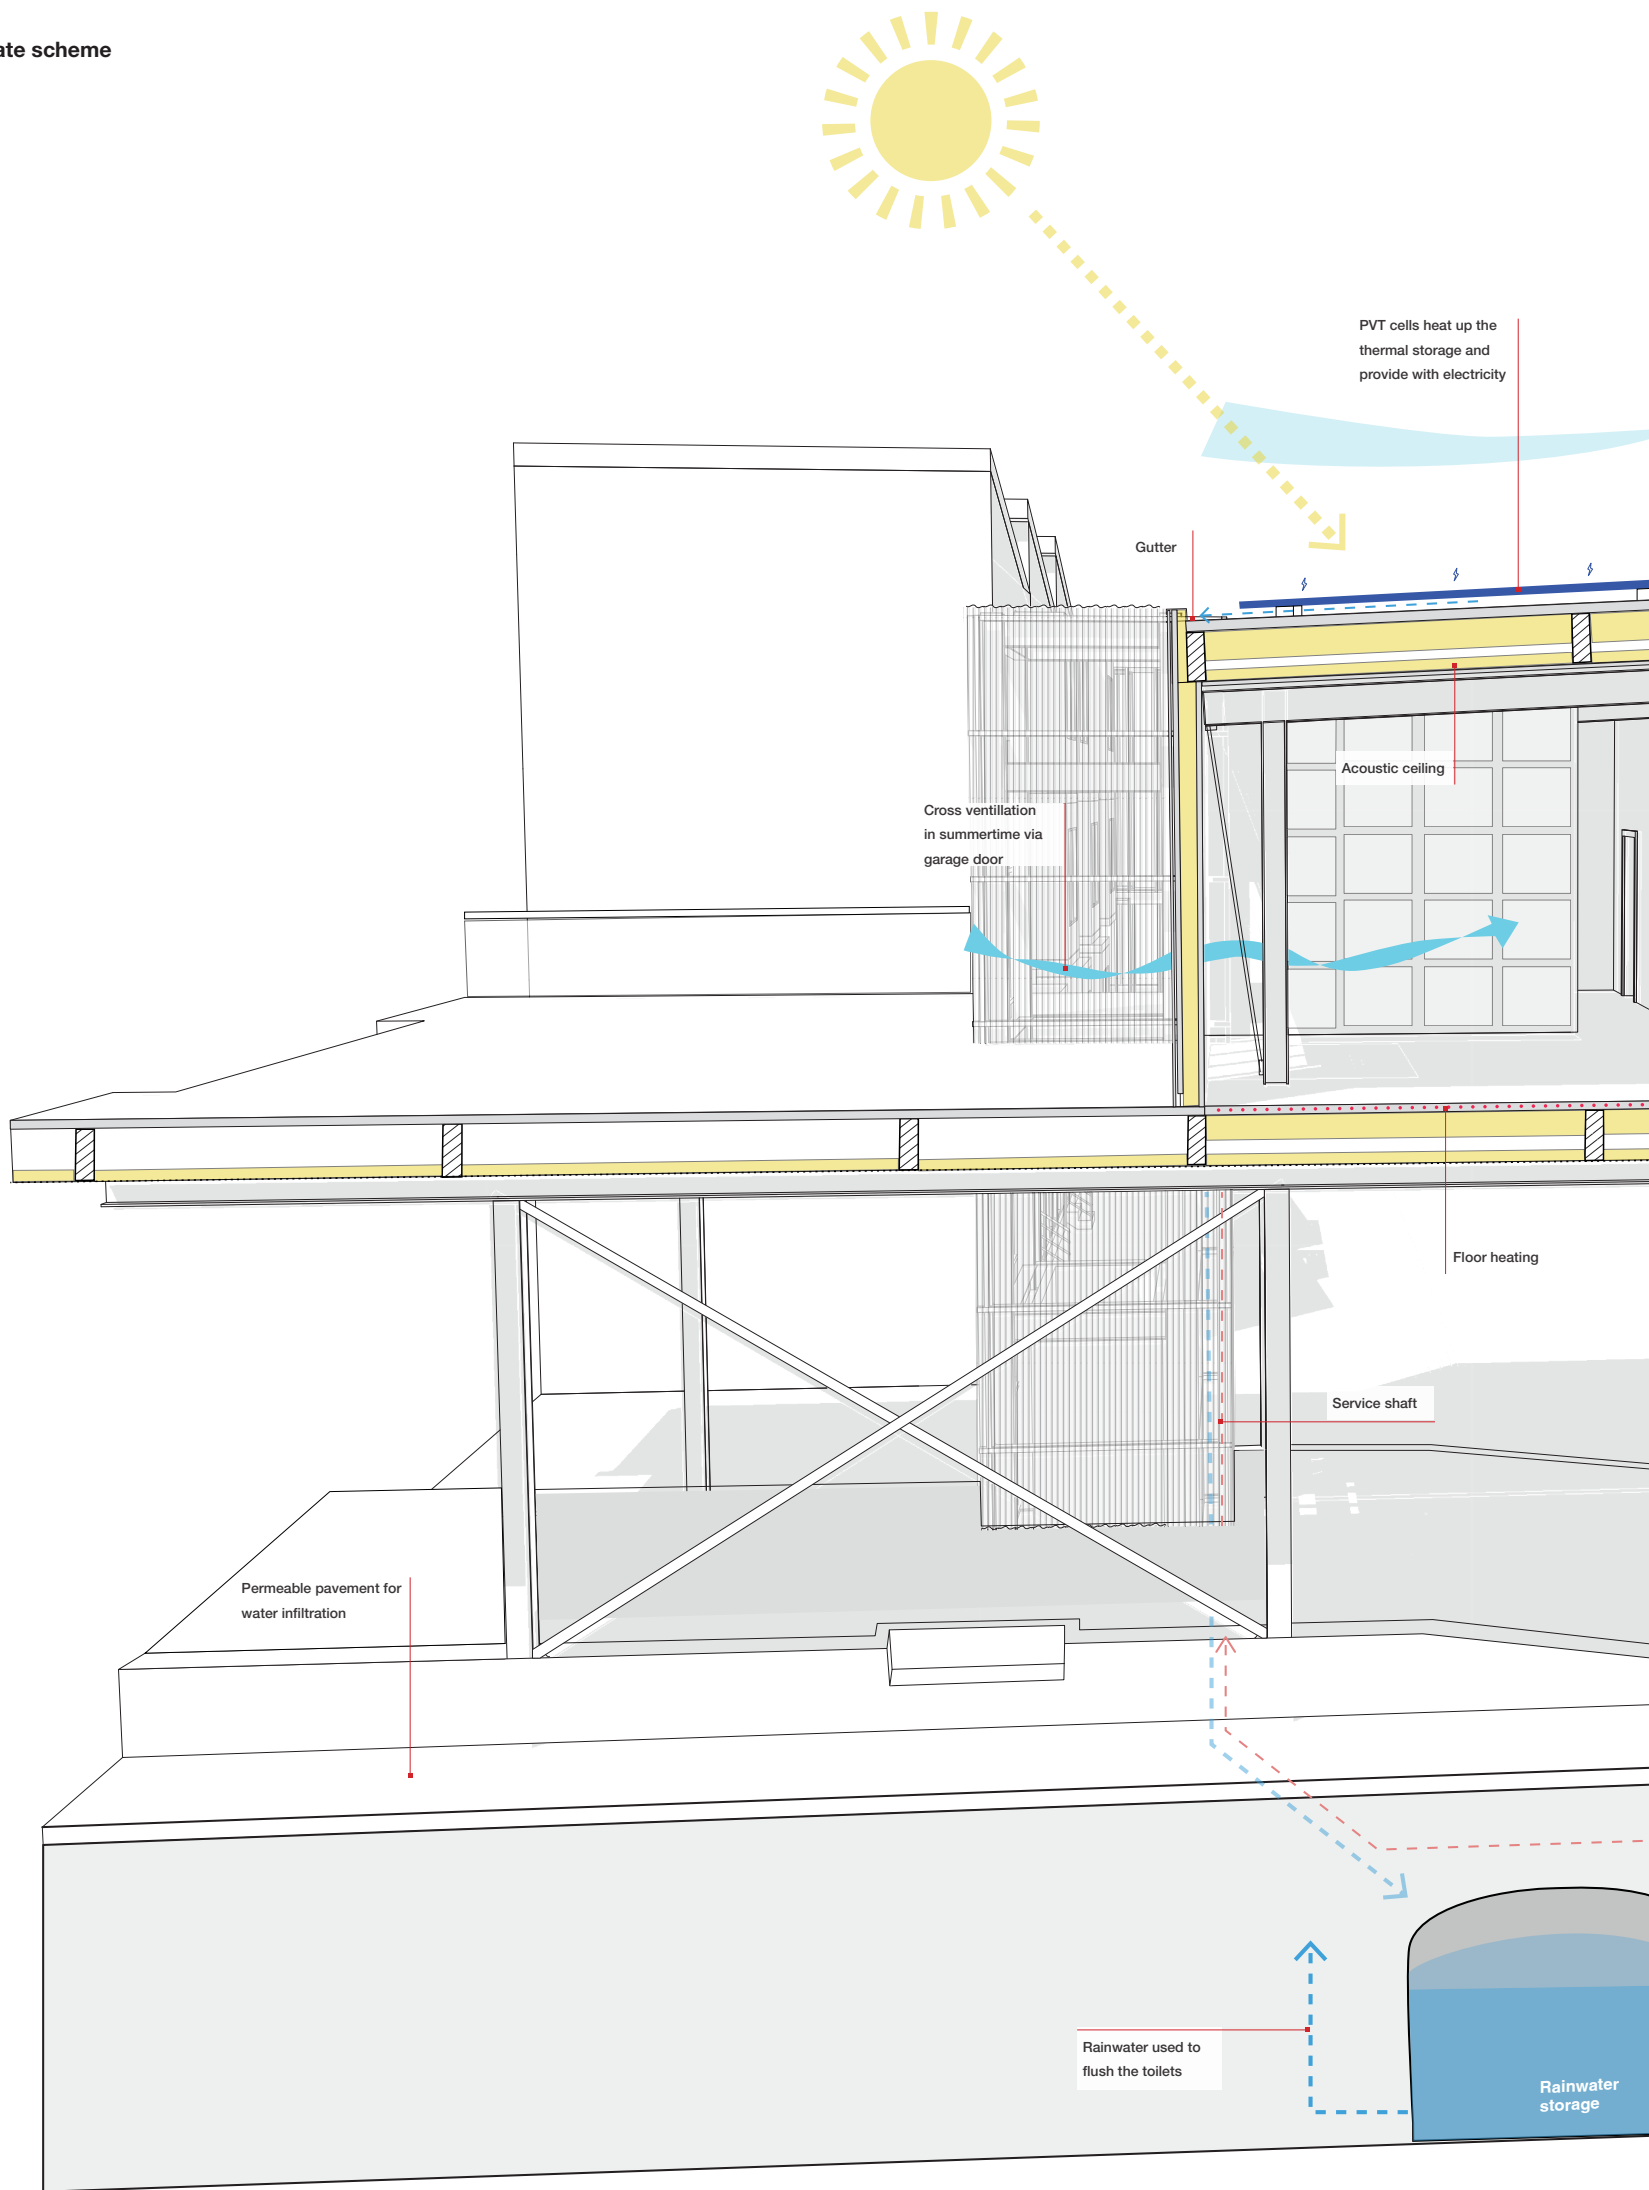 ate scheme
PVT cells heat up the
thermal storage and
provide with electricity
Gutter
Acoustic ceiling
Cross ventillation
in summertime via
garage door
Floor heating
Service shaft
Permeable pavement for
water infiltration
Rainwater used to
flush the toilets
Rainwater
storage